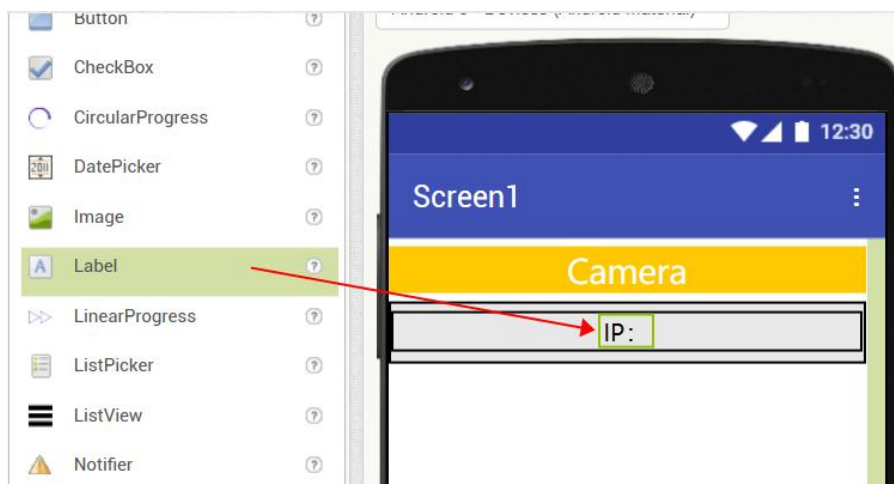 Button
CheckBox
CircularProgress
DatePicker
Image
Label
LinearProgress
ListPicker
ListView
Notifier
12:30
Screen1
Camera
IP: